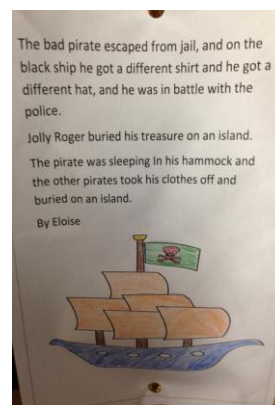 The bad pirate escaped from jail, and on the
black ship he got a different shirt and he got a
different hat, and he was in battle with the
police.
Jolly Roger buried his treasure on an island.
The pirate was sleeping In his hammock and
the other pirates took his clothes off and
buried on an island.
By Eloise